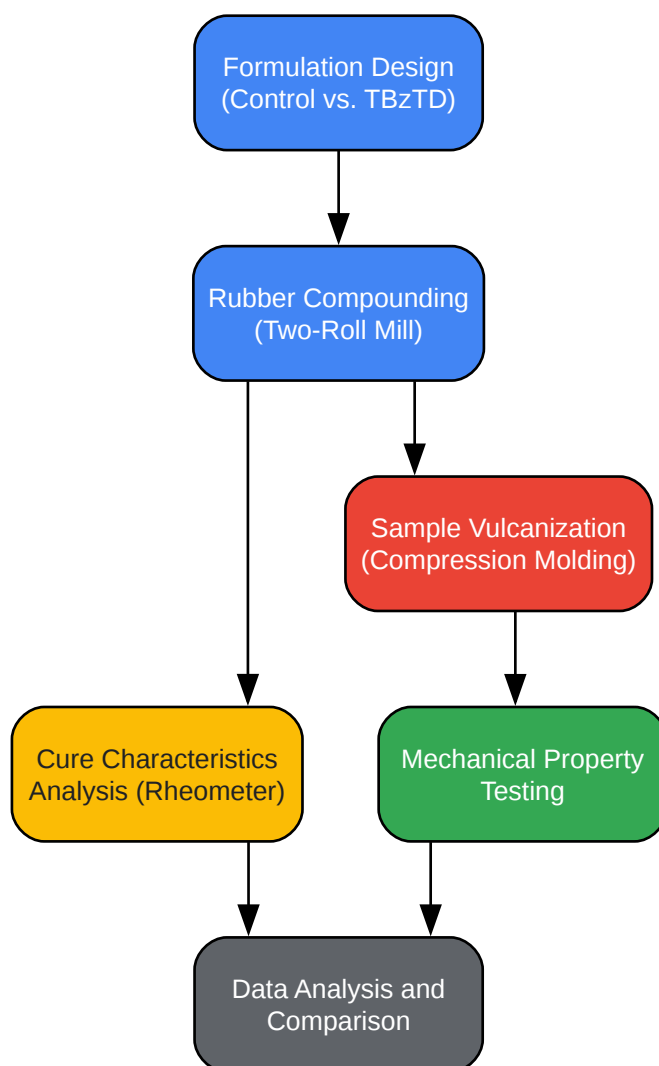 Formulation Design
(Control vs. TBzTD)
Rubber Compounding
(Two-Roll Mill)
Sample Vulcanization
(Compression Molding)
Cure Characteristics
Analysis (Rheometer)
Mechanical Property
Testing
Data Analysis and
Comparison